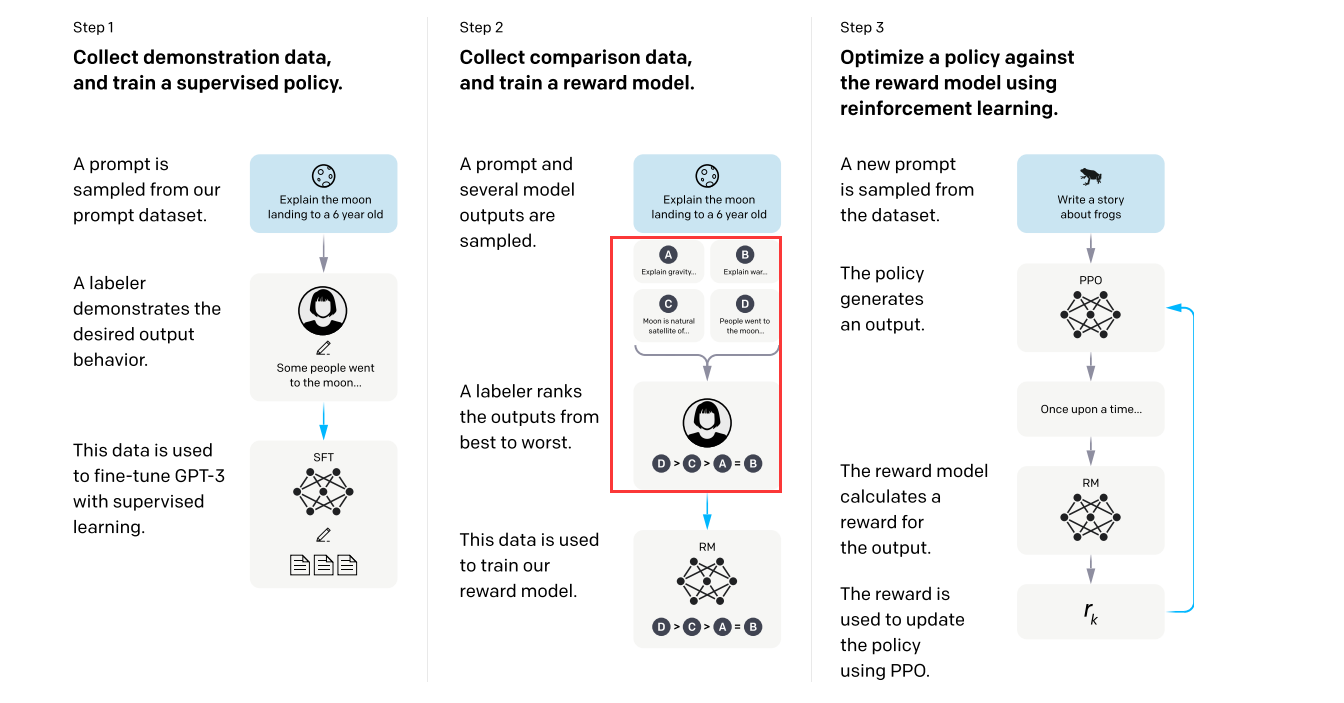 Step 1
Collect demonstration data,
and train a supervised policy.
A prompt is
sampled from our
prompt dataset.
Explain the moon
landing to a 6 year old
A labeler
demonstrates the
desired output
behavior.
Some people went
to the moon...
This data is used
to fine-tune GPT-3
with supervised
learning.
SFT
Step 2
Collect comparison data,
and train a reward model.
A prompt and
several model
outputs are
sampled.
Explain the moon
landing to a 6 year old
A
Explain gravity...
B
Explain war...
C
Moon is natural
satellite of...
D
People went to
the moon...
A labeler ranks
the outputs from
best to worst.
D > C > A = B
This data is used
to train our
reward model.
RM
D > C > A = B
Step 3
Optimize a policy against
the reward model using
reinforcement learning.
A new prompt
is sampled from
the dataset.
Write a story
about frogs
The policy
generates
an output.
PPO
Once upon a time...
The reward model
calculates a
reward for
the output.
RM
The reward is
used to update
the policy
using PPO.
rk